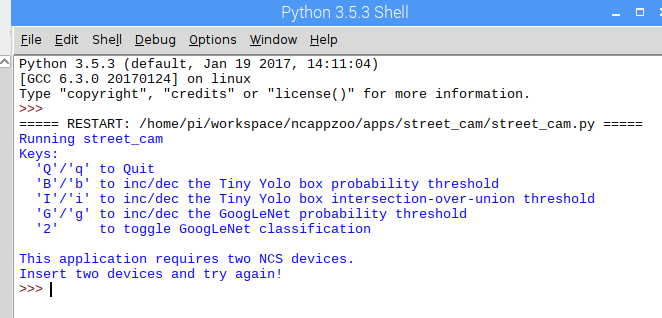 Python 3.5.3 Shell
File Edit Shell Debug Options Window Help
Python 3.5.3 (default, Jan 19 2017, 14:11:04)
[GCC 6.3.0 20170124] on linux
Type "copyright", "credits" or "license()" for more information.
>>>
===== RESTART: /home/pi/workspace/ncappzoo/apps/street_cam/street_cam.py =====
Running street_cam
Keys:
  'Q'/'q' to Quit
  'B'/'b' to inc/dec the Tiny Yolo box probability threshold
  'I'/'i' to inc/dec the Tiny Yolo box intersection-over-union threshold
  'G'/'g' to inc/dec the GoogLeNet probability threshold
  '2'     to toggle GoogLeNet classification
This application requires two NCS devices.
Insert two devices and try again!
>>>